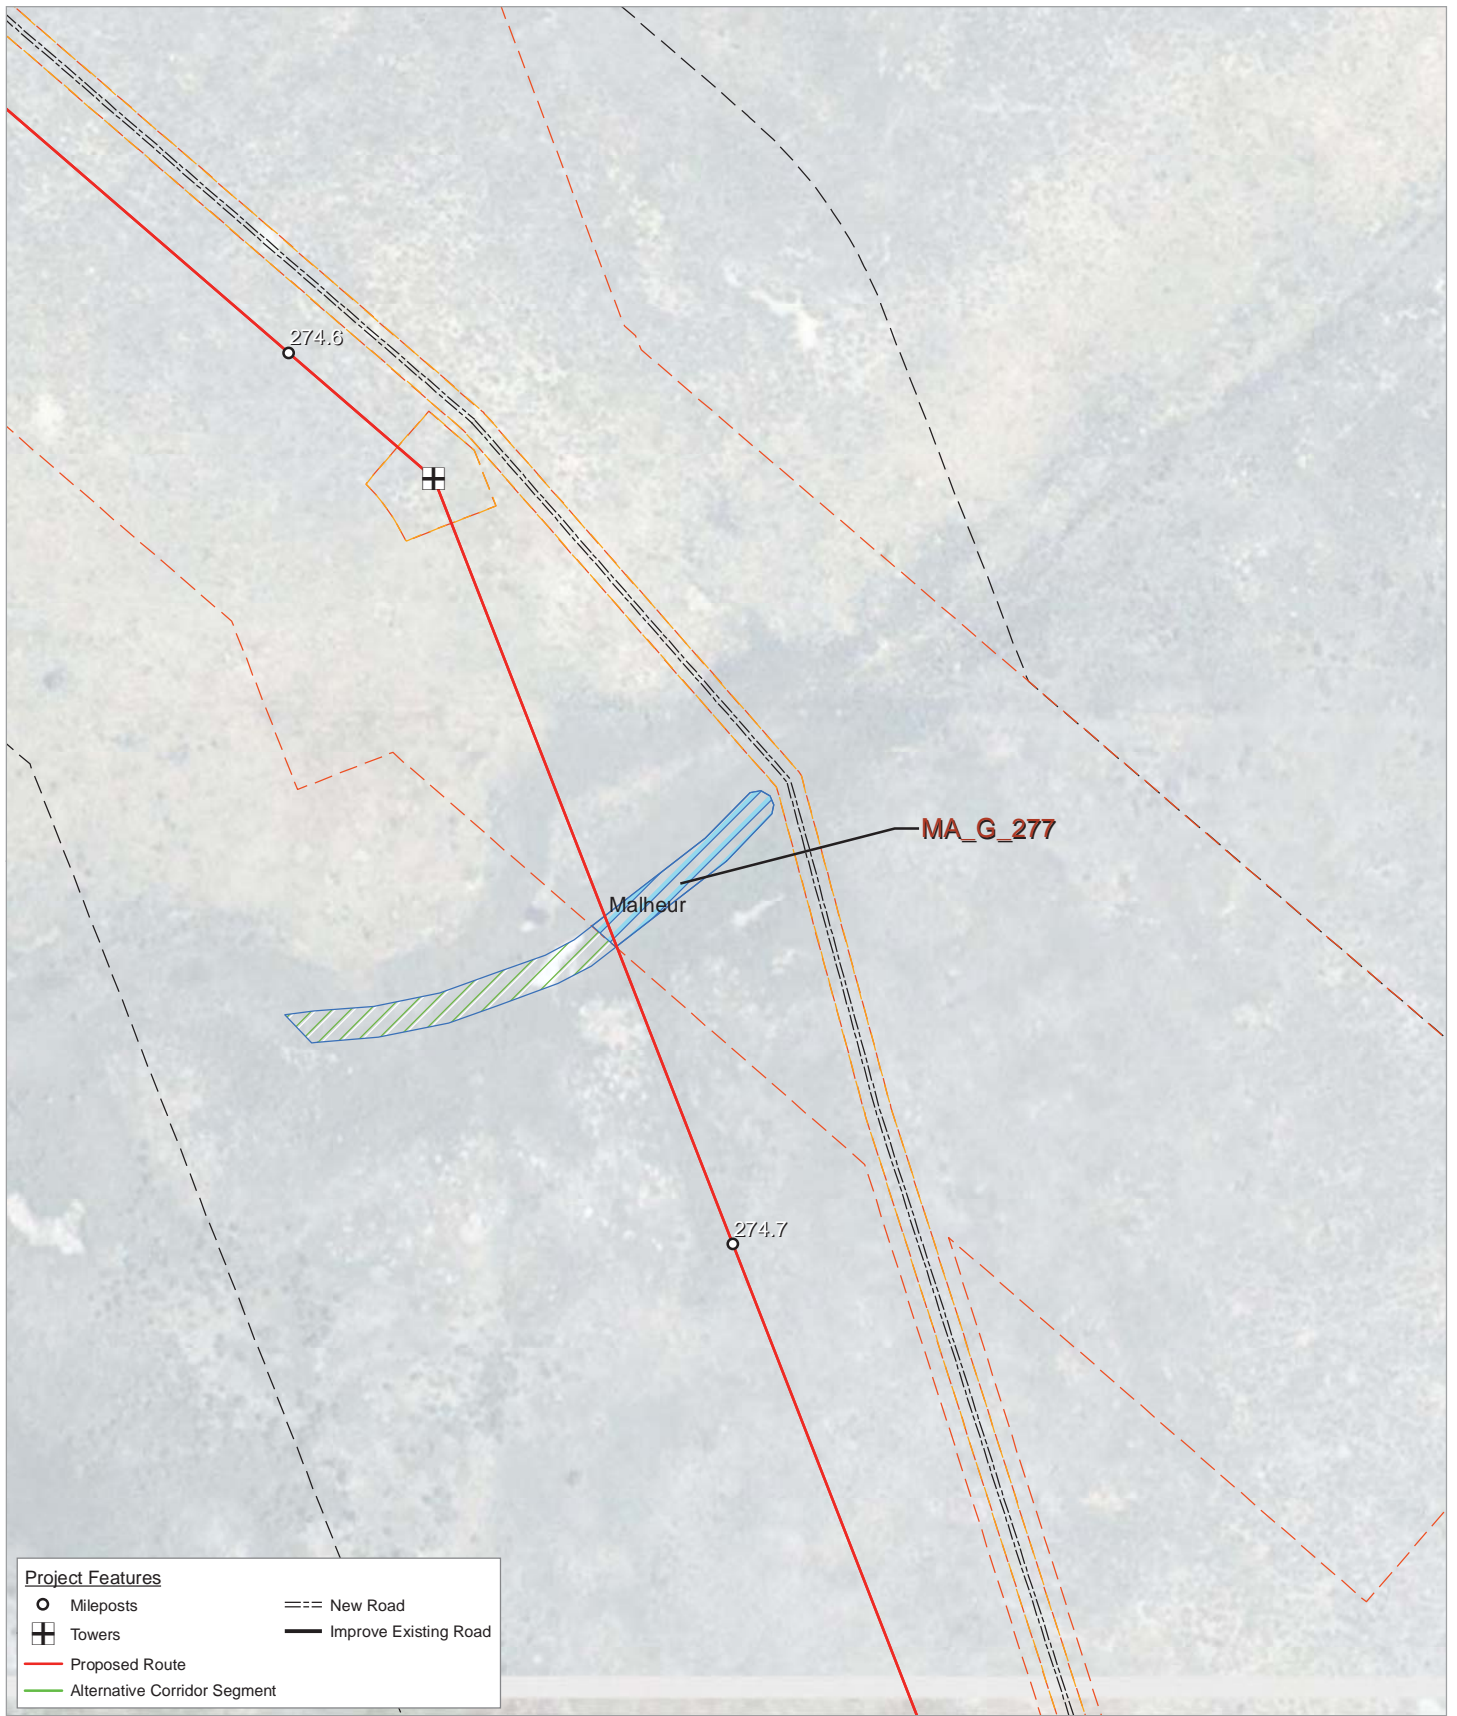 274.6
MA_G_277
Malheur
274.7
Project Features
Mileposts
New Road
Towers
Improve Existing Road
Proposed Route
Alternative Corridor Segment